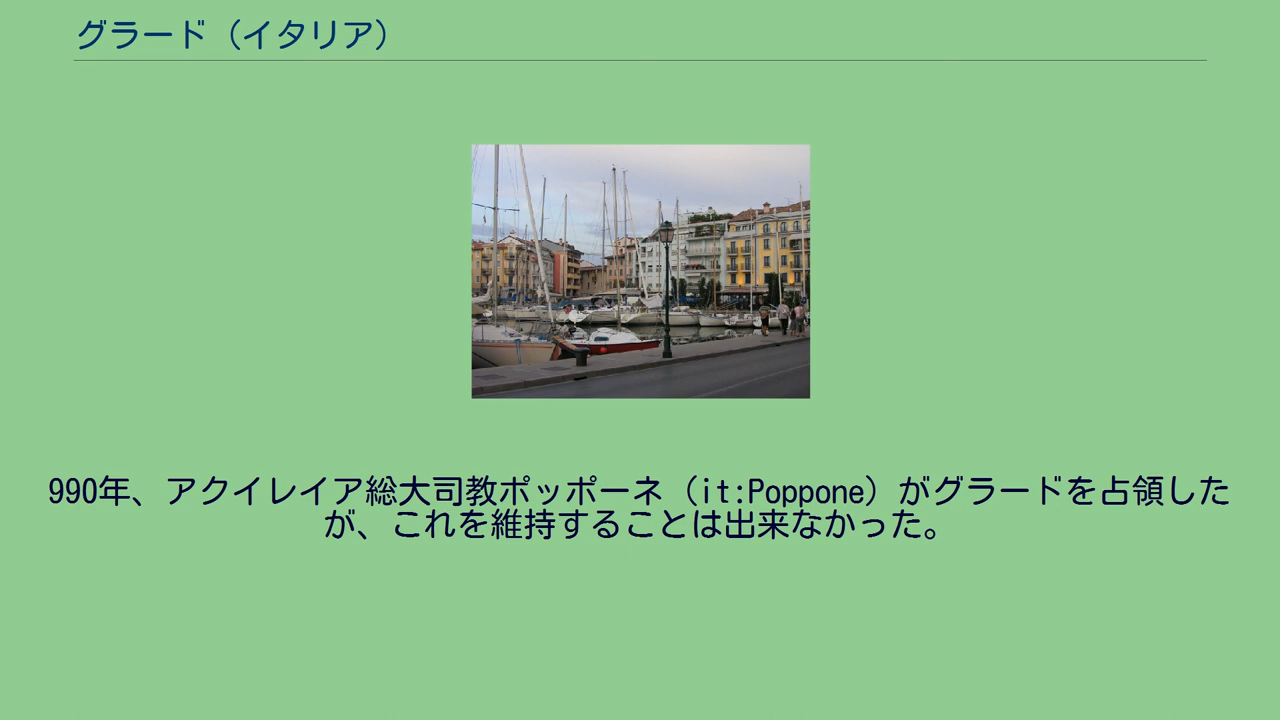 グラード（イタリア）
990年、アクイレイア総大司教ポッポーネ（it:Poppone）がグラードを占領した
が、これを維持することは出来なかった。